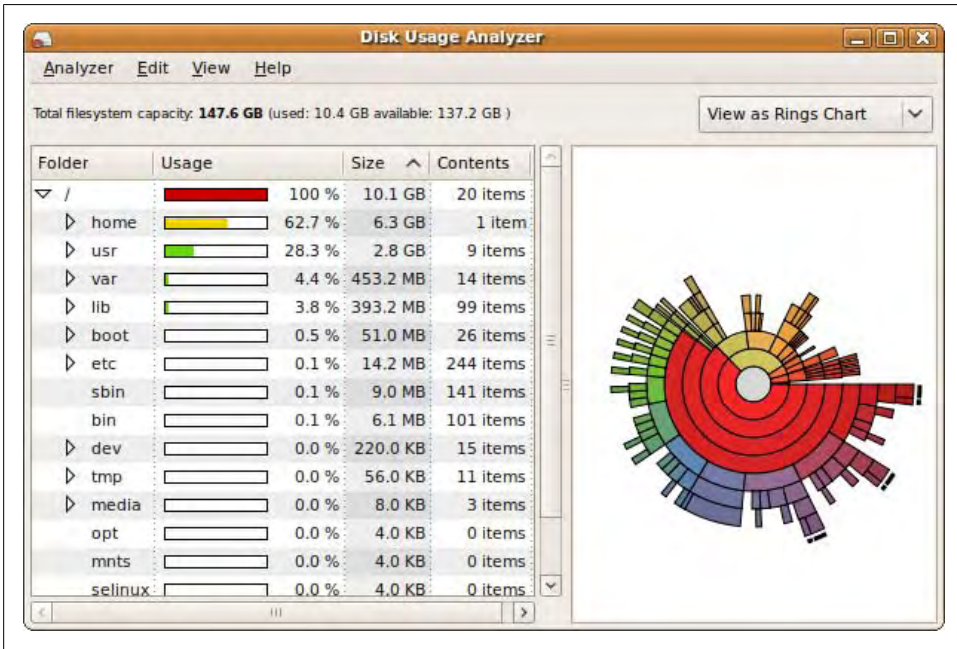 Disk Usage Analyzer
Analyzer Edit View Help
Total filesystem capacity: 147.6 GB (used: 10.4 GB available: 137.2 GB )
View as Rings Chart
Folder Usage Size Contents
/ 100 % 10.1 GB 20 items
home 62.7 % 6.3 GB 1 item
usr 28.3 % 2.8 GB 9 items
var 4.4 % 453.2 MB 14 items
lib 3.8 % 393.2 MB 99 items
boot 0.5 % 51.0 MB 26 items
etc 0.1 % 14.2 MB 244 items
sbin 0.1 % 9.0 MB 141 items
bin 0.1 % 6.1 MB 101 items
dev 0.0 % 220.0 KB 15 items
tmp 0.0 % 56.0 KB 11 items
media 0.0 % 8.0 KB 3 items
opt 0.0 % 4.0 KB 0 items
mnts 0.0 % 4.0 KB 0 items
selinux 0.0 % 4.0 KB 0 items